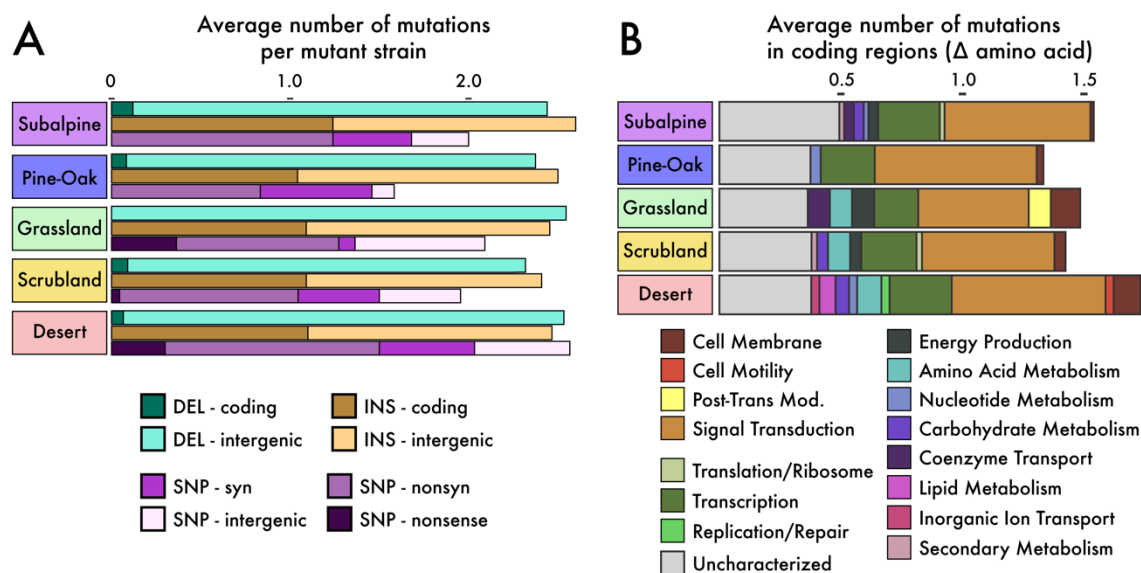 A
Average number of mutations
per mutant strain
0
1.0
2.0
Subalpine
Pine-Oak
Grassland
Scrubland
Desert
DEL - coding
INS - coding
DEL - intergenic
INS - intergenic
SNP - syn
SNP - nonsyn
SNP - intergenic
SNP - nonsense
B
Average number of mutations
in coding regions (Δ amino acid)
0.5
1.0
1.5
Subalpine
Pine-Oak
Grassland
Scrubland
Desert
Cell Membrane
Cell Motility
Post-Trans Mod.
Signal Transduction
Translation/Ribosome
Transcription
Replication/Repair
Uncharacterized
Energy Production
Amino Acid Metabolism
Nucleotide Metabolism
Carbohydrate Metabolism
Coenzyme Transport
Lipid Metabolism
Inorganic Ion Transport
Secondary Metabolism